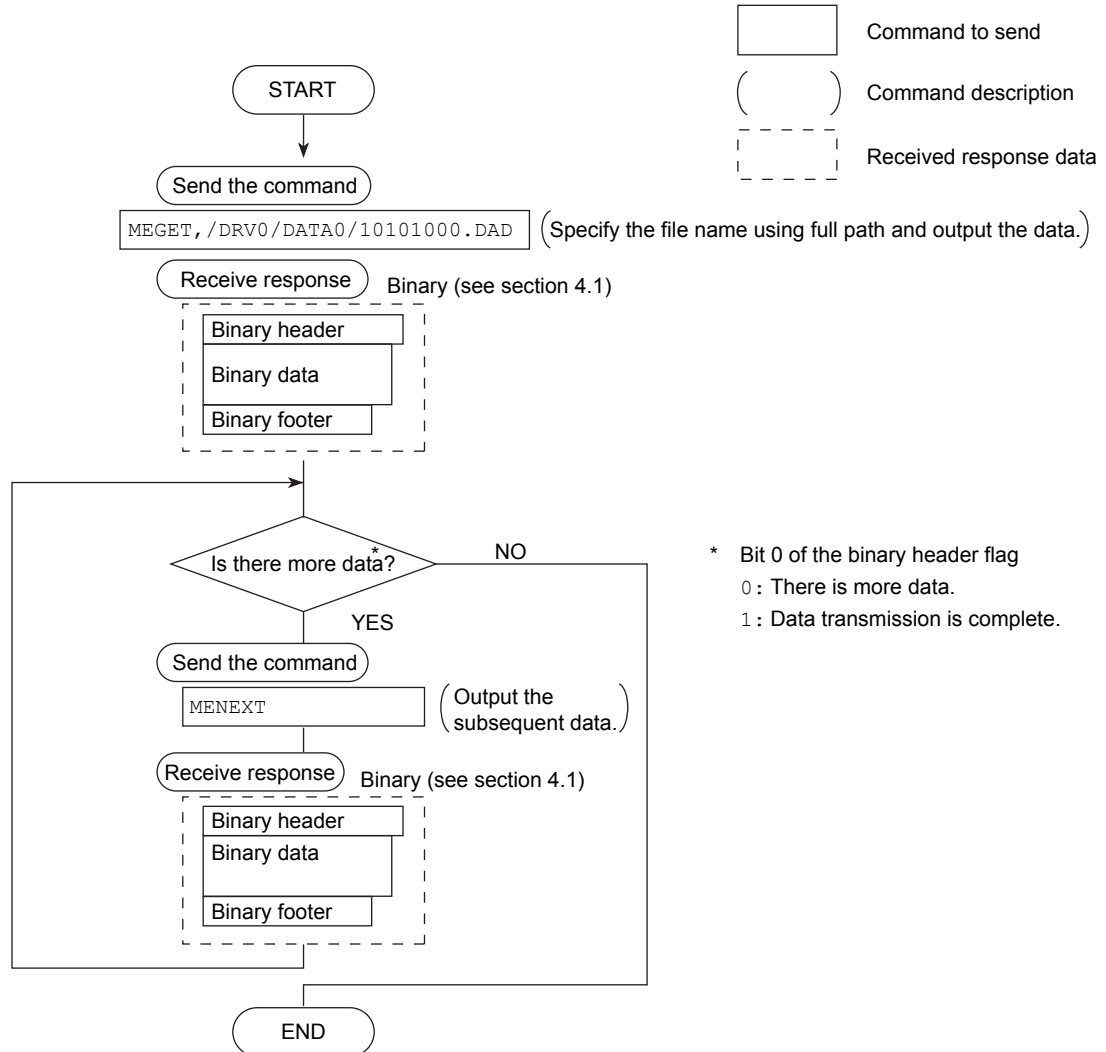 Command to send
START
Command description
Received response data
Send the command
MEGET,/DRV0/DATA0/10101000.DAD
Specify the file name using full path and output the data.
Receive response
Binary (see section 4.1)
Binary header
Binary data
Binary footer
Is there more data?*
NO
* Bit 0 of the binary header flag
0: There is more data.
1: Data transmission is complete.
YES
Send the command
MENEXT
Output the
subsequent data.
Receive response
Binary (see section 4.1)
Binary header
Binary data
Binary footer
END